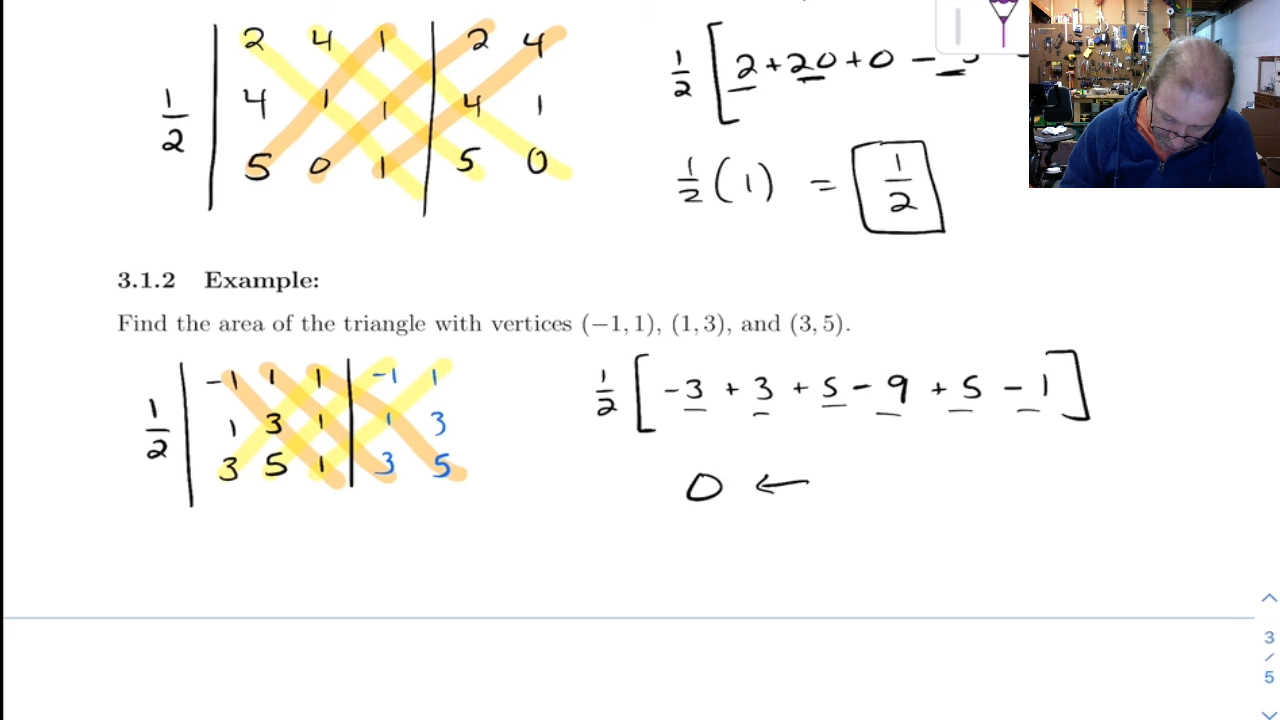 1/2 | 2 4 1 | 2 4
4 1 1 | 4 1
5 0 1 | 5 0
1/2 [ 2 + 20 + 0 -
1/2 (1) = 1/2
3.1.2 Example:
Find the area of the triangle with vertices (−1, 1), (1, 3), and (3, 5).
1/2 | -1 1 1 | -1 1
1 3 1 | 1 3
3 5 1 | 3 5
1/2 [ -3 + 3 + 5 - 9 + 5 - 1 ]
0 ←
3
/
5